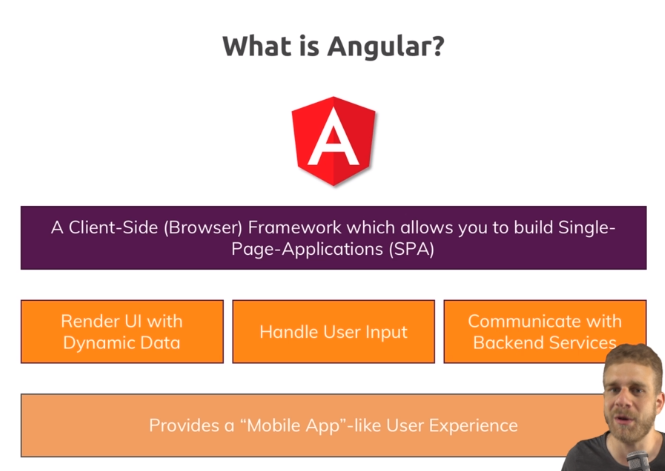 What is Angular?
A
A Client-Side (Browser) Framework which allows you to build Single-
Page-Applications (SPA)
Render UI with
Dynamic Data
Handle User Input
Communicate with
Backend Services
Provides a “Mobile App”-like User Experience